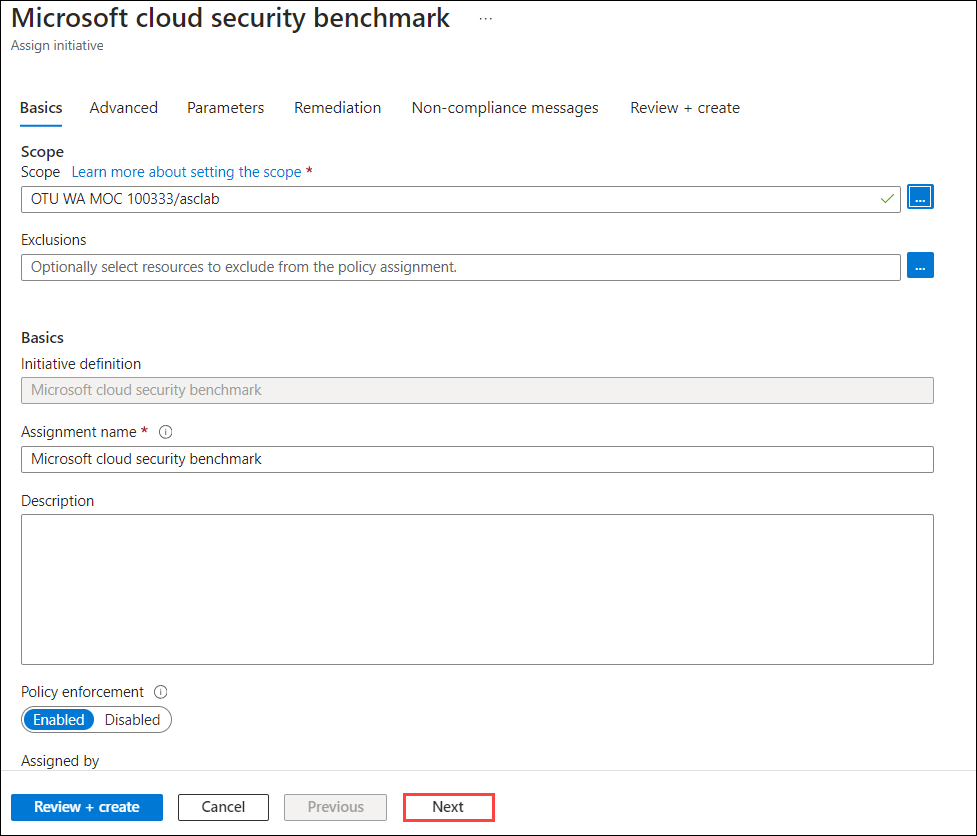 Microsoft cloud security benchmark ...
Assign initiative
Basics Advanced Parameters Remediation Non-compliance messages Review + create
Scope
Scope Learn more about setting the scope *
OTU WA MOC 100333/asclab ...
Exclusions
Optionally select resources to exclude from the policy assignment. ...
Basics
Initiative definition
Microsoft cloud security benchmark
Assignment name *
Microsoft cloud security benchmark
Description
Policy enforcement
Enabled Disabled
Assigned by
Review + create Cancel Previous Next